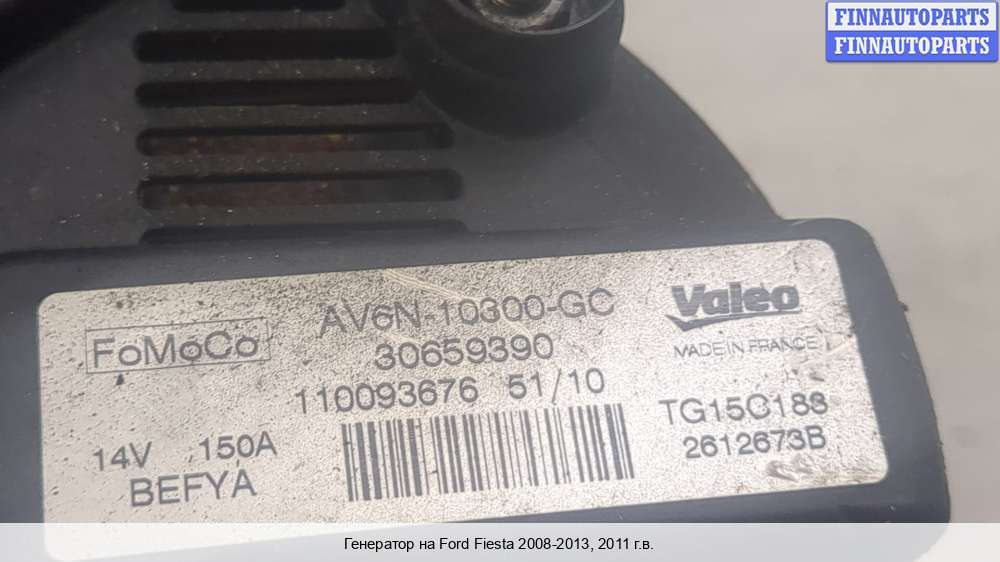 FINNAUTOPARTS
FINNAUTOPARTS
AV6N-10300-GC
FoMoCo
30659390
Valeo
MADE IN FRANCE
110093676 51/10
TG15C188
14V 150A
2612673B
BEFYA
Генератор на Ford Fiesta 2008-2013, 2011 г.в.